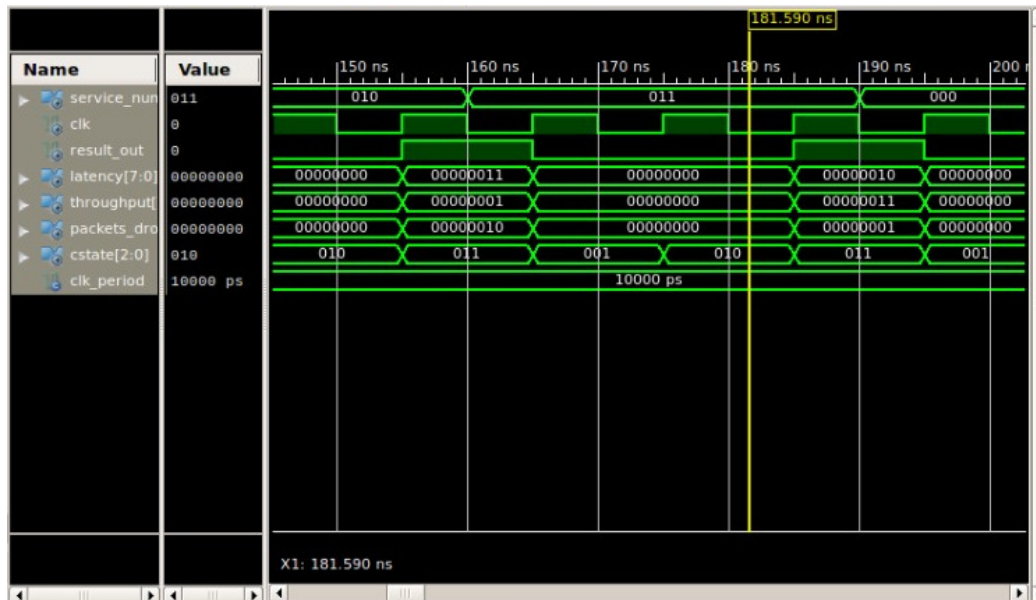 181.590 ns
Name Value
150 ns 160 ns 170 ns 180 ns 190 ns 200
service_nun 011 010 011 000
clk 0
result_out 0
latency[7:0] 00000000 00000000 00000011 00000000 00000010 00000000
throughput[ 00000000 00000000 00000001 00000000 00000011 00000000
packets_dro 00000000 00000000 00000010 00000000 00000001 00000000
cstate[2:0] 010 010 011 001 010 011 001
clk_period 10000 ps 10000 ps
X1: 181.590 ns